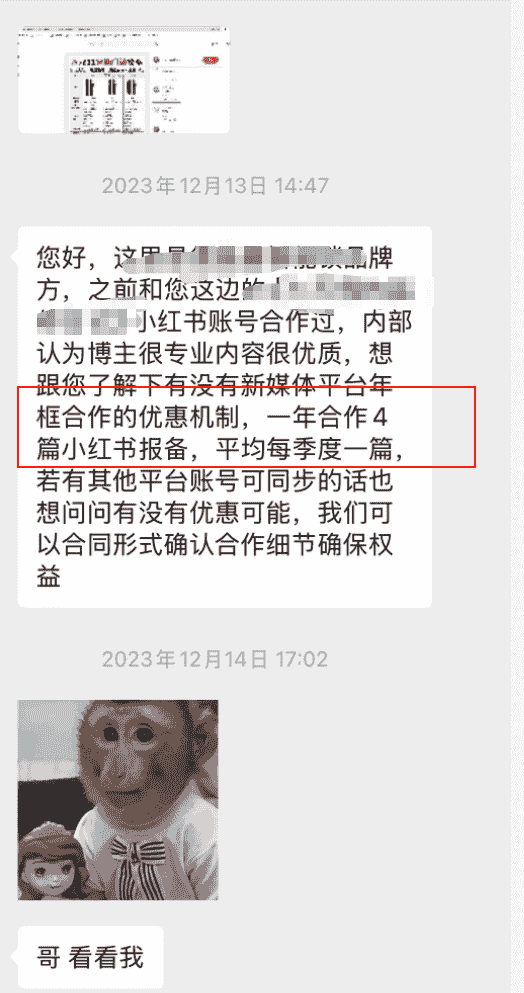 2023年12月13日 14:47
您好，这里是 品牌
方，之前和您这边的
小红书账号合作过，内部
认为博主很专业内容很优质，想
跟您了解下有没有新媒体平台年
框合作的优惠机制，一年合作4
篇小红书报备，平均每季度一篇，
若有其他平台账号可同步的话也
想问问有没有优惠可能，我们可
以合同形式确认合作细节确保权
益
2023年12月14日 17:02
哥 看看我